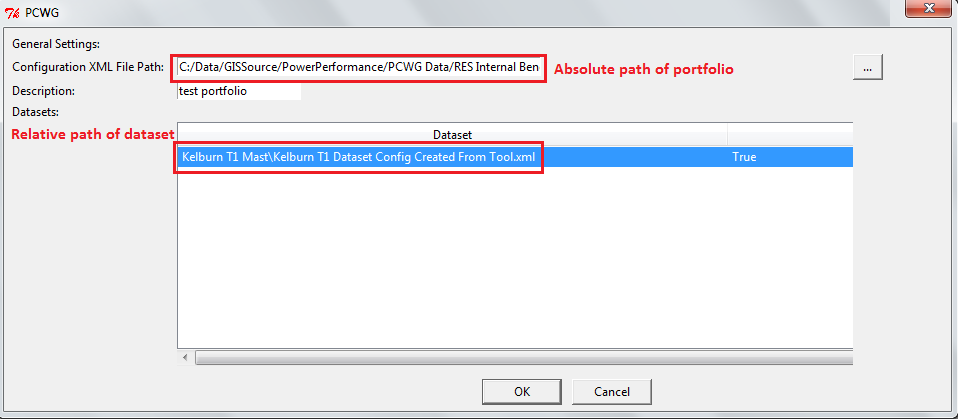 PCWG
General Settings:
Configuration XML File Path: C:/Data/GISSource/PowerPerformance/PCWG Data/RES Internal Ben Absolute path of portfolio ...
Description: test portfolio
Datasets:
Relative path of dataset
Dataset
Kelburn T1 Mast\Kelburn T1 Dataset Config Created From Tool.xml True
OK Cancel